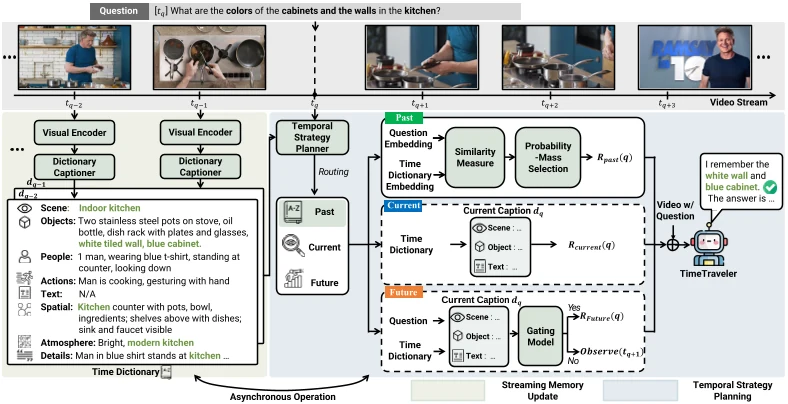 Question [t_q] What are the colors of the cabinets and the walls in the kitchen?
RAMSAY
10
t_{q-2} t_{q-1} t_q t_{q+1} t_{q+2} t_{q+3} Video Stream
Visual Encoder
Visual Encoder
Dictionary Captioner
Dictionary Captioner
d_{q-1}
d_{q-2}
Scene: Indoor kitchen
Objects: Two stainless steel pots on stove, oil
bottle, dish rack with plates and glasses,
white tiled wall, blue cabinet.
People: 1 man, wearing blue t-shirt, standing at
counter, looking down
Actions: Man is cooking, gesturing with hand
Text: N/A
Spatial: Kitchen counter with pots, bowl,
ingredients; shelves above with dishes;
sink and faucet visible
Atmosphere: Bright, modern kitchen
Details: Man in blue shirt stands at kitchen ...
Time Dictionary
Temporal
Strategy
Planner
Routing
A-Z
Past
Current
Future
Asynchronous Operation
Past
Question
Embedding
Time
Dictionary
Embedding
Similarity
Measure
Probability
-Mass
Selection
R_{past}(q)
Current
Current Caption d_q
Time
Dictionary
Scene : ...
Object : ...
Text : ...
R_{current}(q)
Future
Current Caption d_q
Question
Time
Dictionary
Scene : ...
Object : ...
Text : ...
Gating
Model
Yes
R_{Future}(q)
No
Observe(t_{q+1})
Video w/
Question
I remember the
white wall and
blue cabinet.
The answer is ...
TimeTraveler
Streaming Memory
Update
Temporal Strategy
Planning